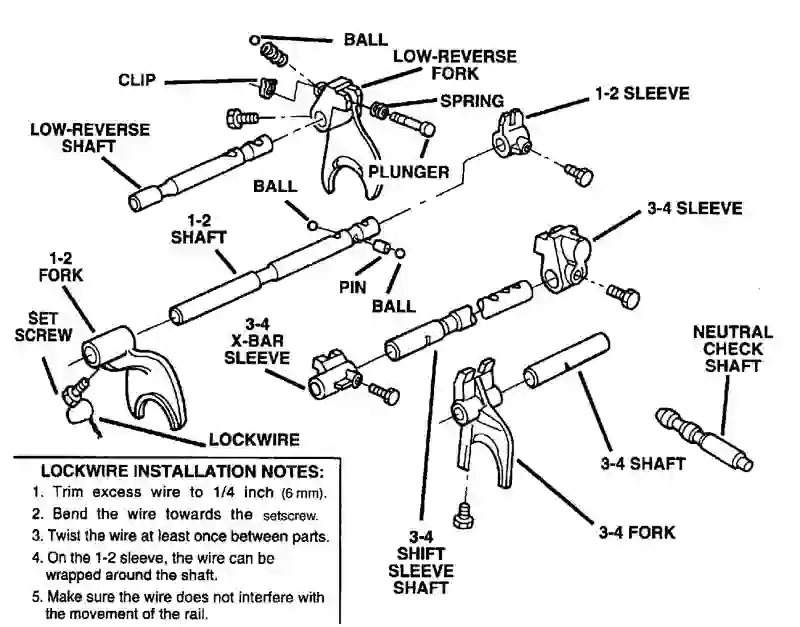 BALL
LOW-REVERSE
FORK
CLIP
SPRING
1-2 SLEEVE
LOW-REVERSE
SHAFT
PLUNGER
BALL
3-4 SLEEVE
1-2
SHAFT
1-2
FORK
PIN
BALL
SET
SCREW
3-4
X-BAR
SLEEVE
NEUTRAL
CHECK
SHAFT
LOCKWIRE
3-4 SHAFT
3-4 FORK
3-4
SHIFT
SLEEVE
SHAFT
LOCKWIRE INSTALLATION NOTES:
1. Trim excess wire to 1/4 inch (6 mm).
2. Bend the wire towards the setscrew.
3. Twist the wire at least once between parts.
4. On the 1-2 sleeve, the wire can be
wrapped around the shaft.
5. Make sure the wire does not interfere with
the movement of the rail.